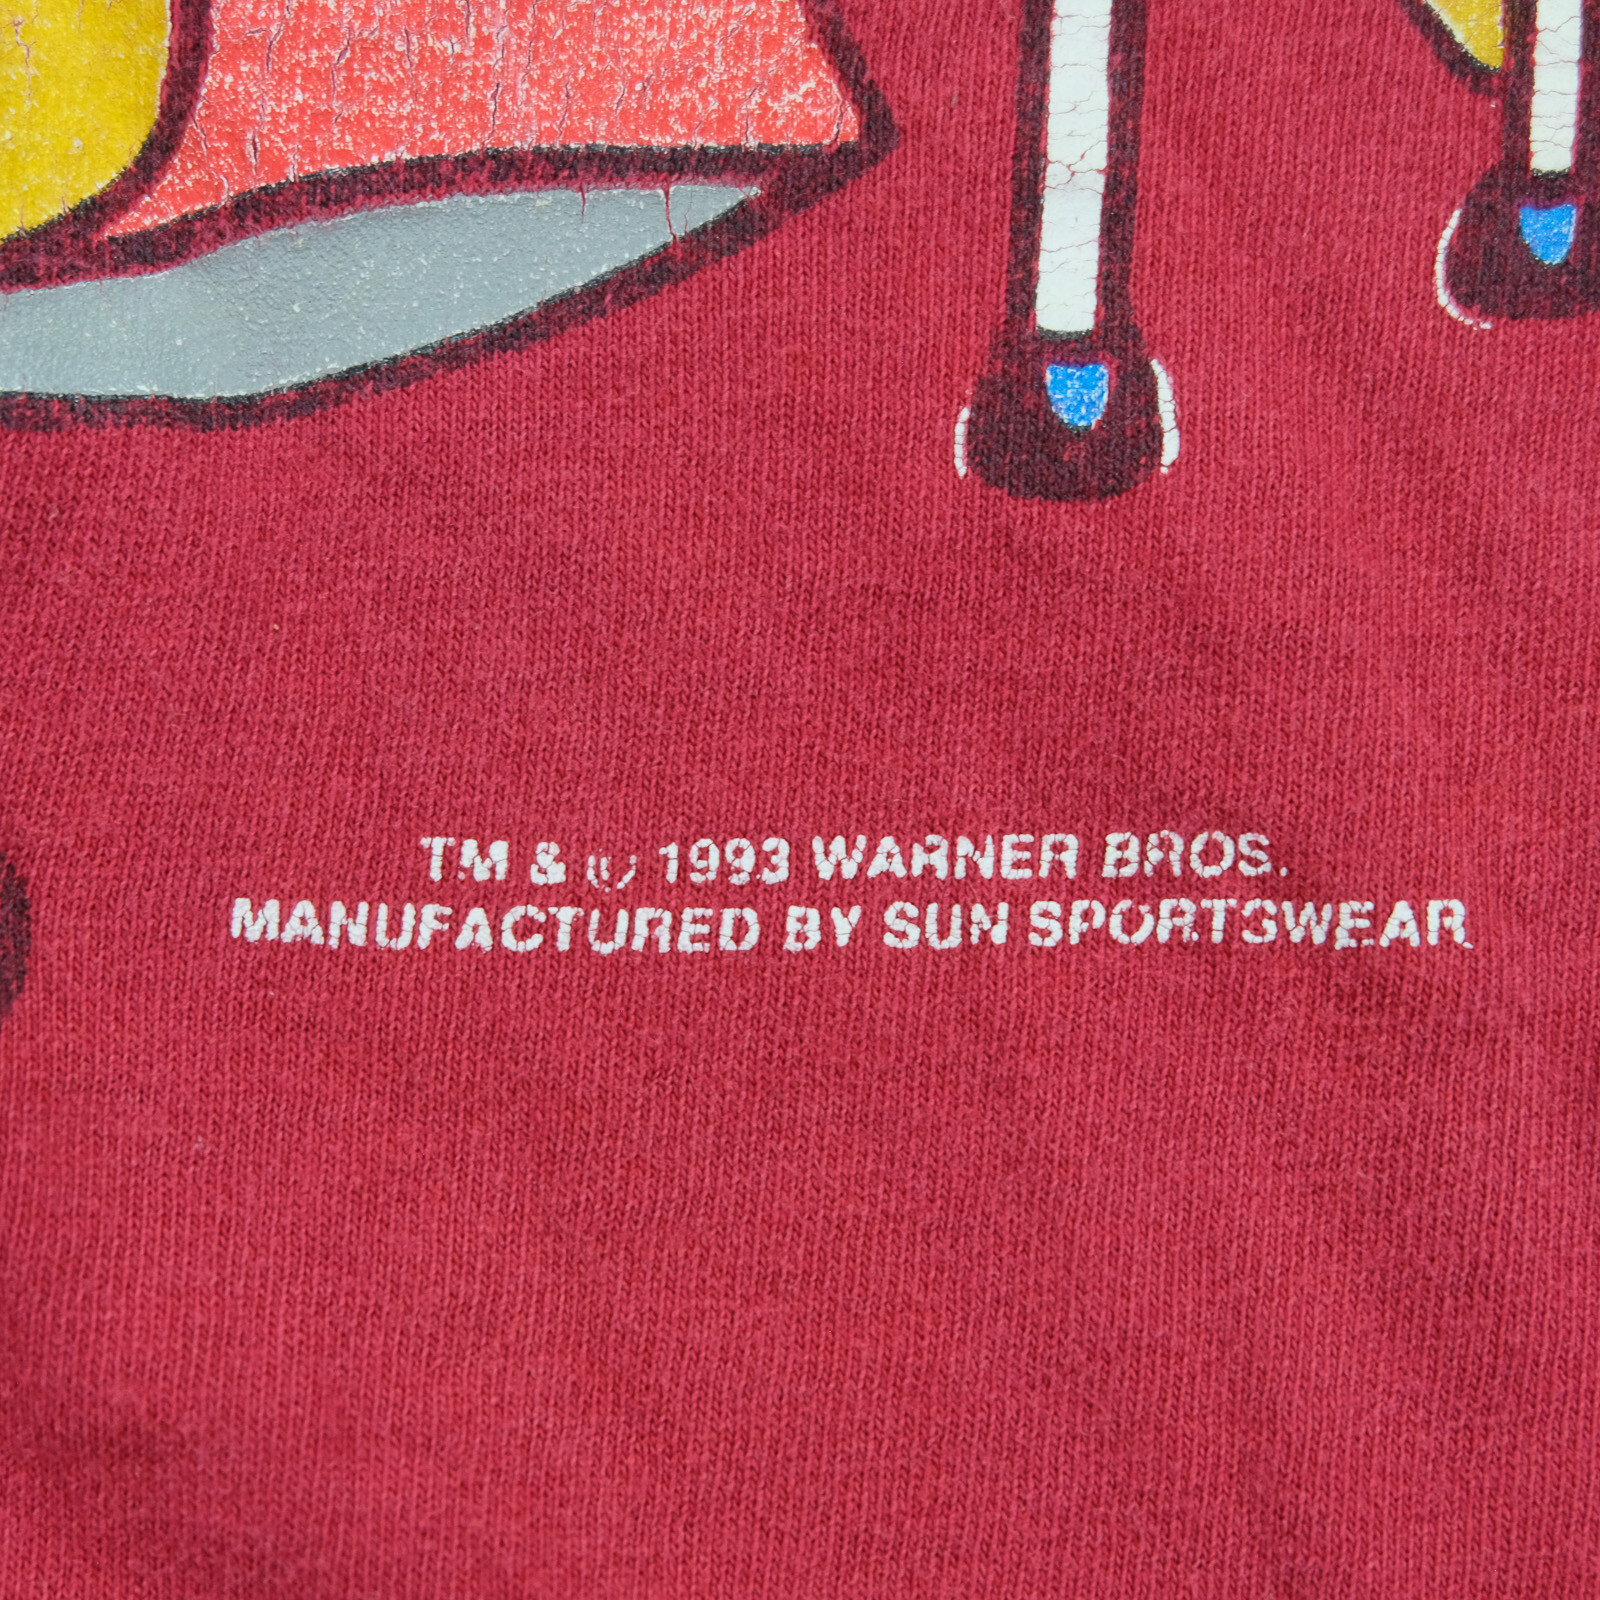 TM & © 1993 WARNER BROS.
MANUFACTURED BY SUN SPORTSWEAR